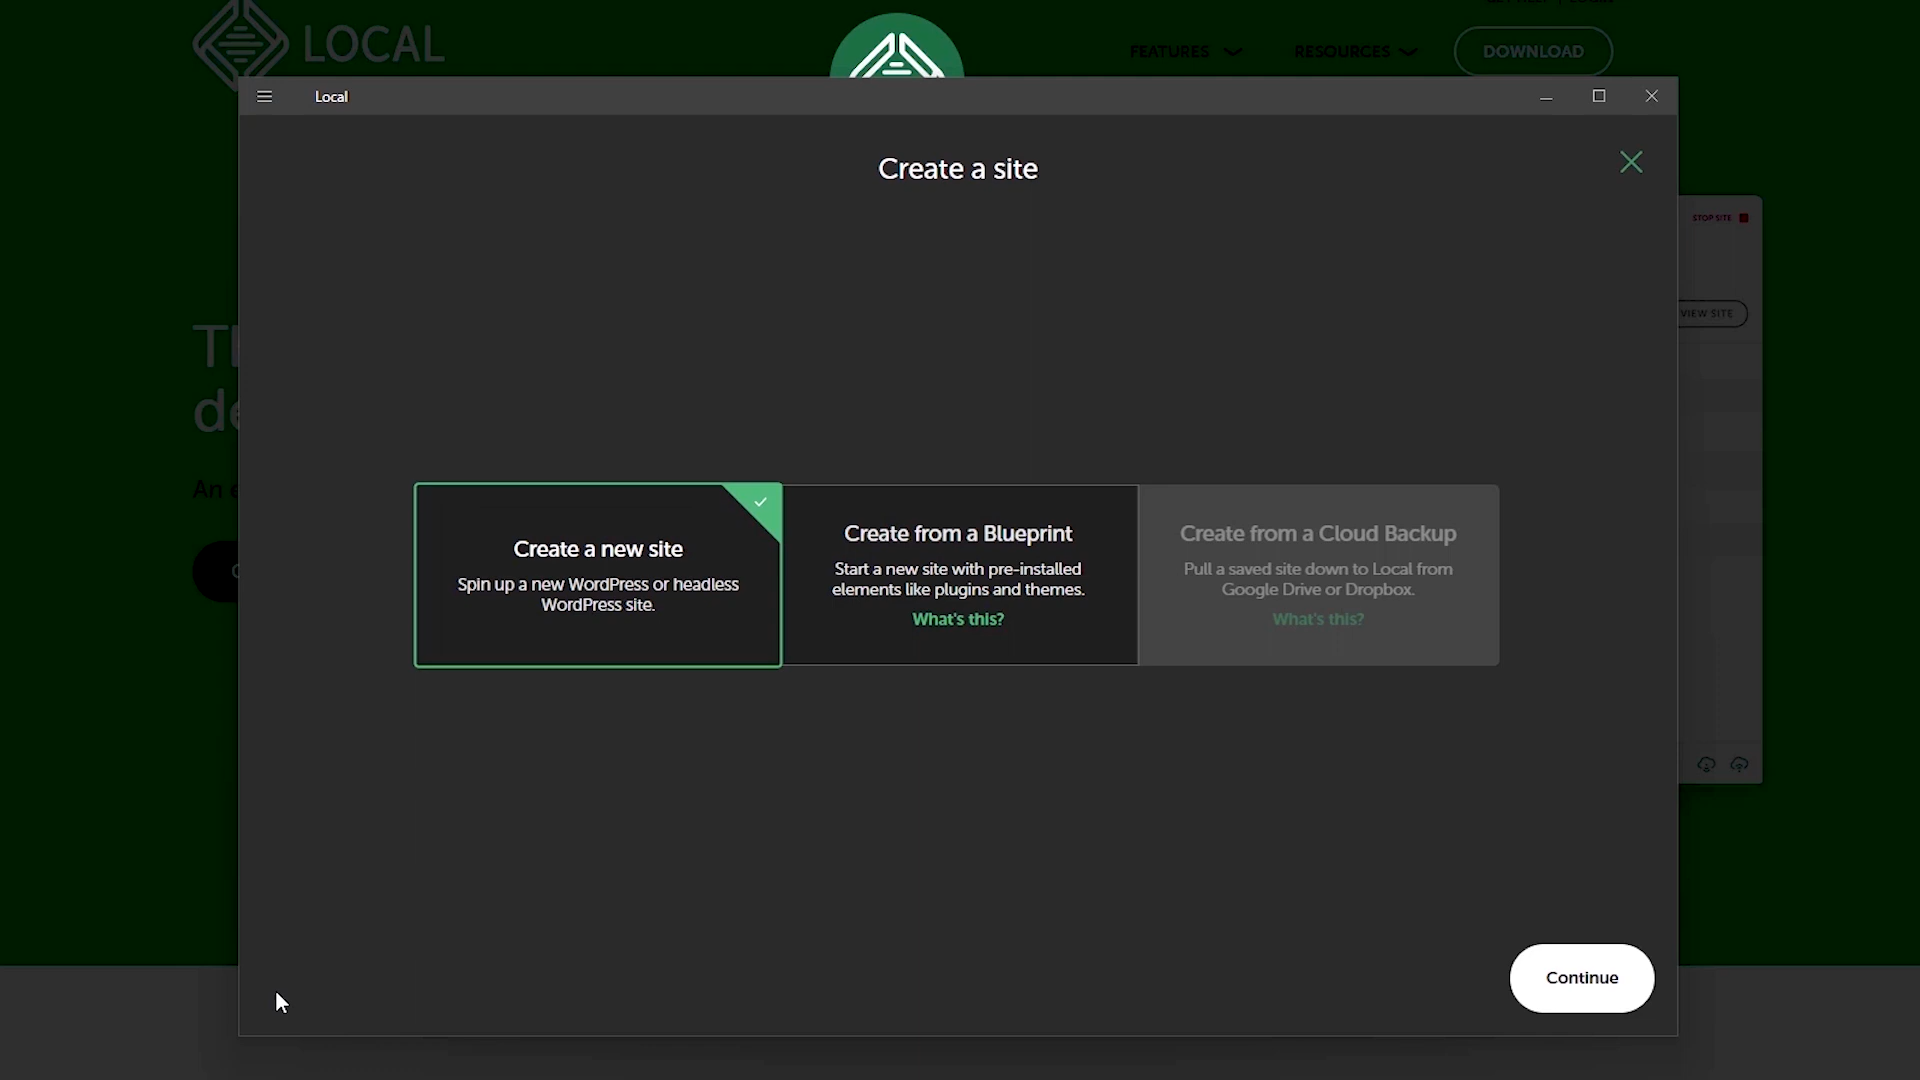 LOCAL
FEATURES
RESOURCES
DOWNLOAD
Local
Create a site
STOP SITE
VIEW SITE
Create a new site
Spin up a new WordPress or headless
WordPress site.
Create from a Blueprint
Start a new site with pre-installed
elements like plugins and themes.
What's this?
Create from a Cloud Backup
Pull a saved site down to Local from
Google Drive or Dropbox.
What's this?
An
Continue